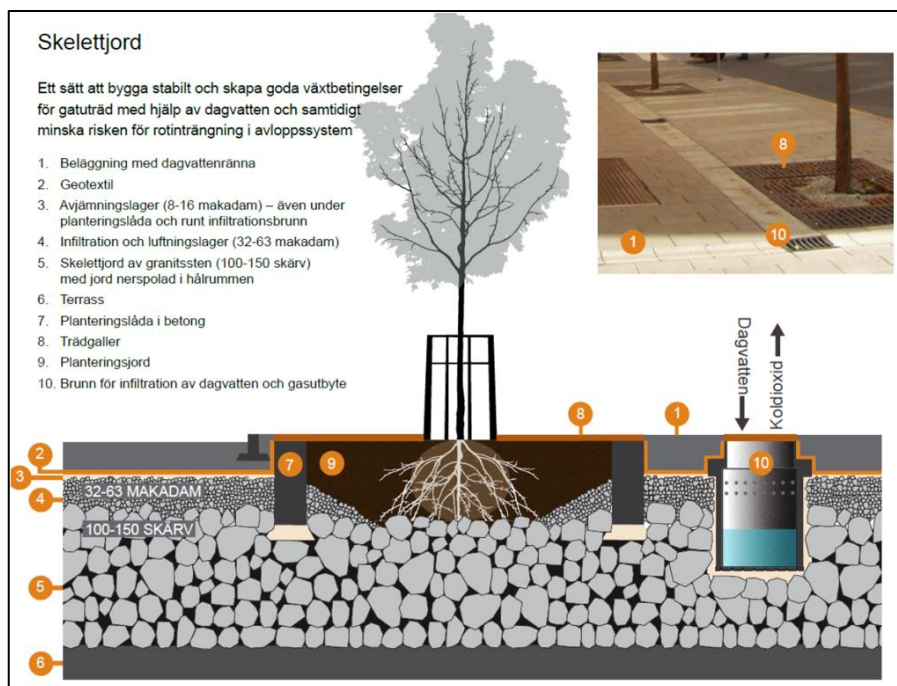 Skelettjord
Ett sätt att bygga stabilt och skapa goda växtbetingelser
för gatuträd med hjälp av dagvatten och samtidigt
minska risken för rotinträngning i avloppssystem
1. Beläggning med dagvattenränna
2. Geotextil
3. Avjämningslager (8-16 makadam) – även under
planteringslåda och runt infiltrationsbrunn
4. Infiltration och luftningslager (32-63 makadam)
5. Skelettjord av granitssten (100-150 skärv)
med jord nerspolad i hålrummen
6. Terrass
7. Planteringslåda i betong
8. Trädgaller
9. Planteringsjord
10. Brunn för infiltration av dagvatten och gasutbyte
8
10
1
Dagvatten
Koldioxid
8
1
2
3
4
5
6
7
9
10
32-63 MAKADAM
100-150 SKÄRV